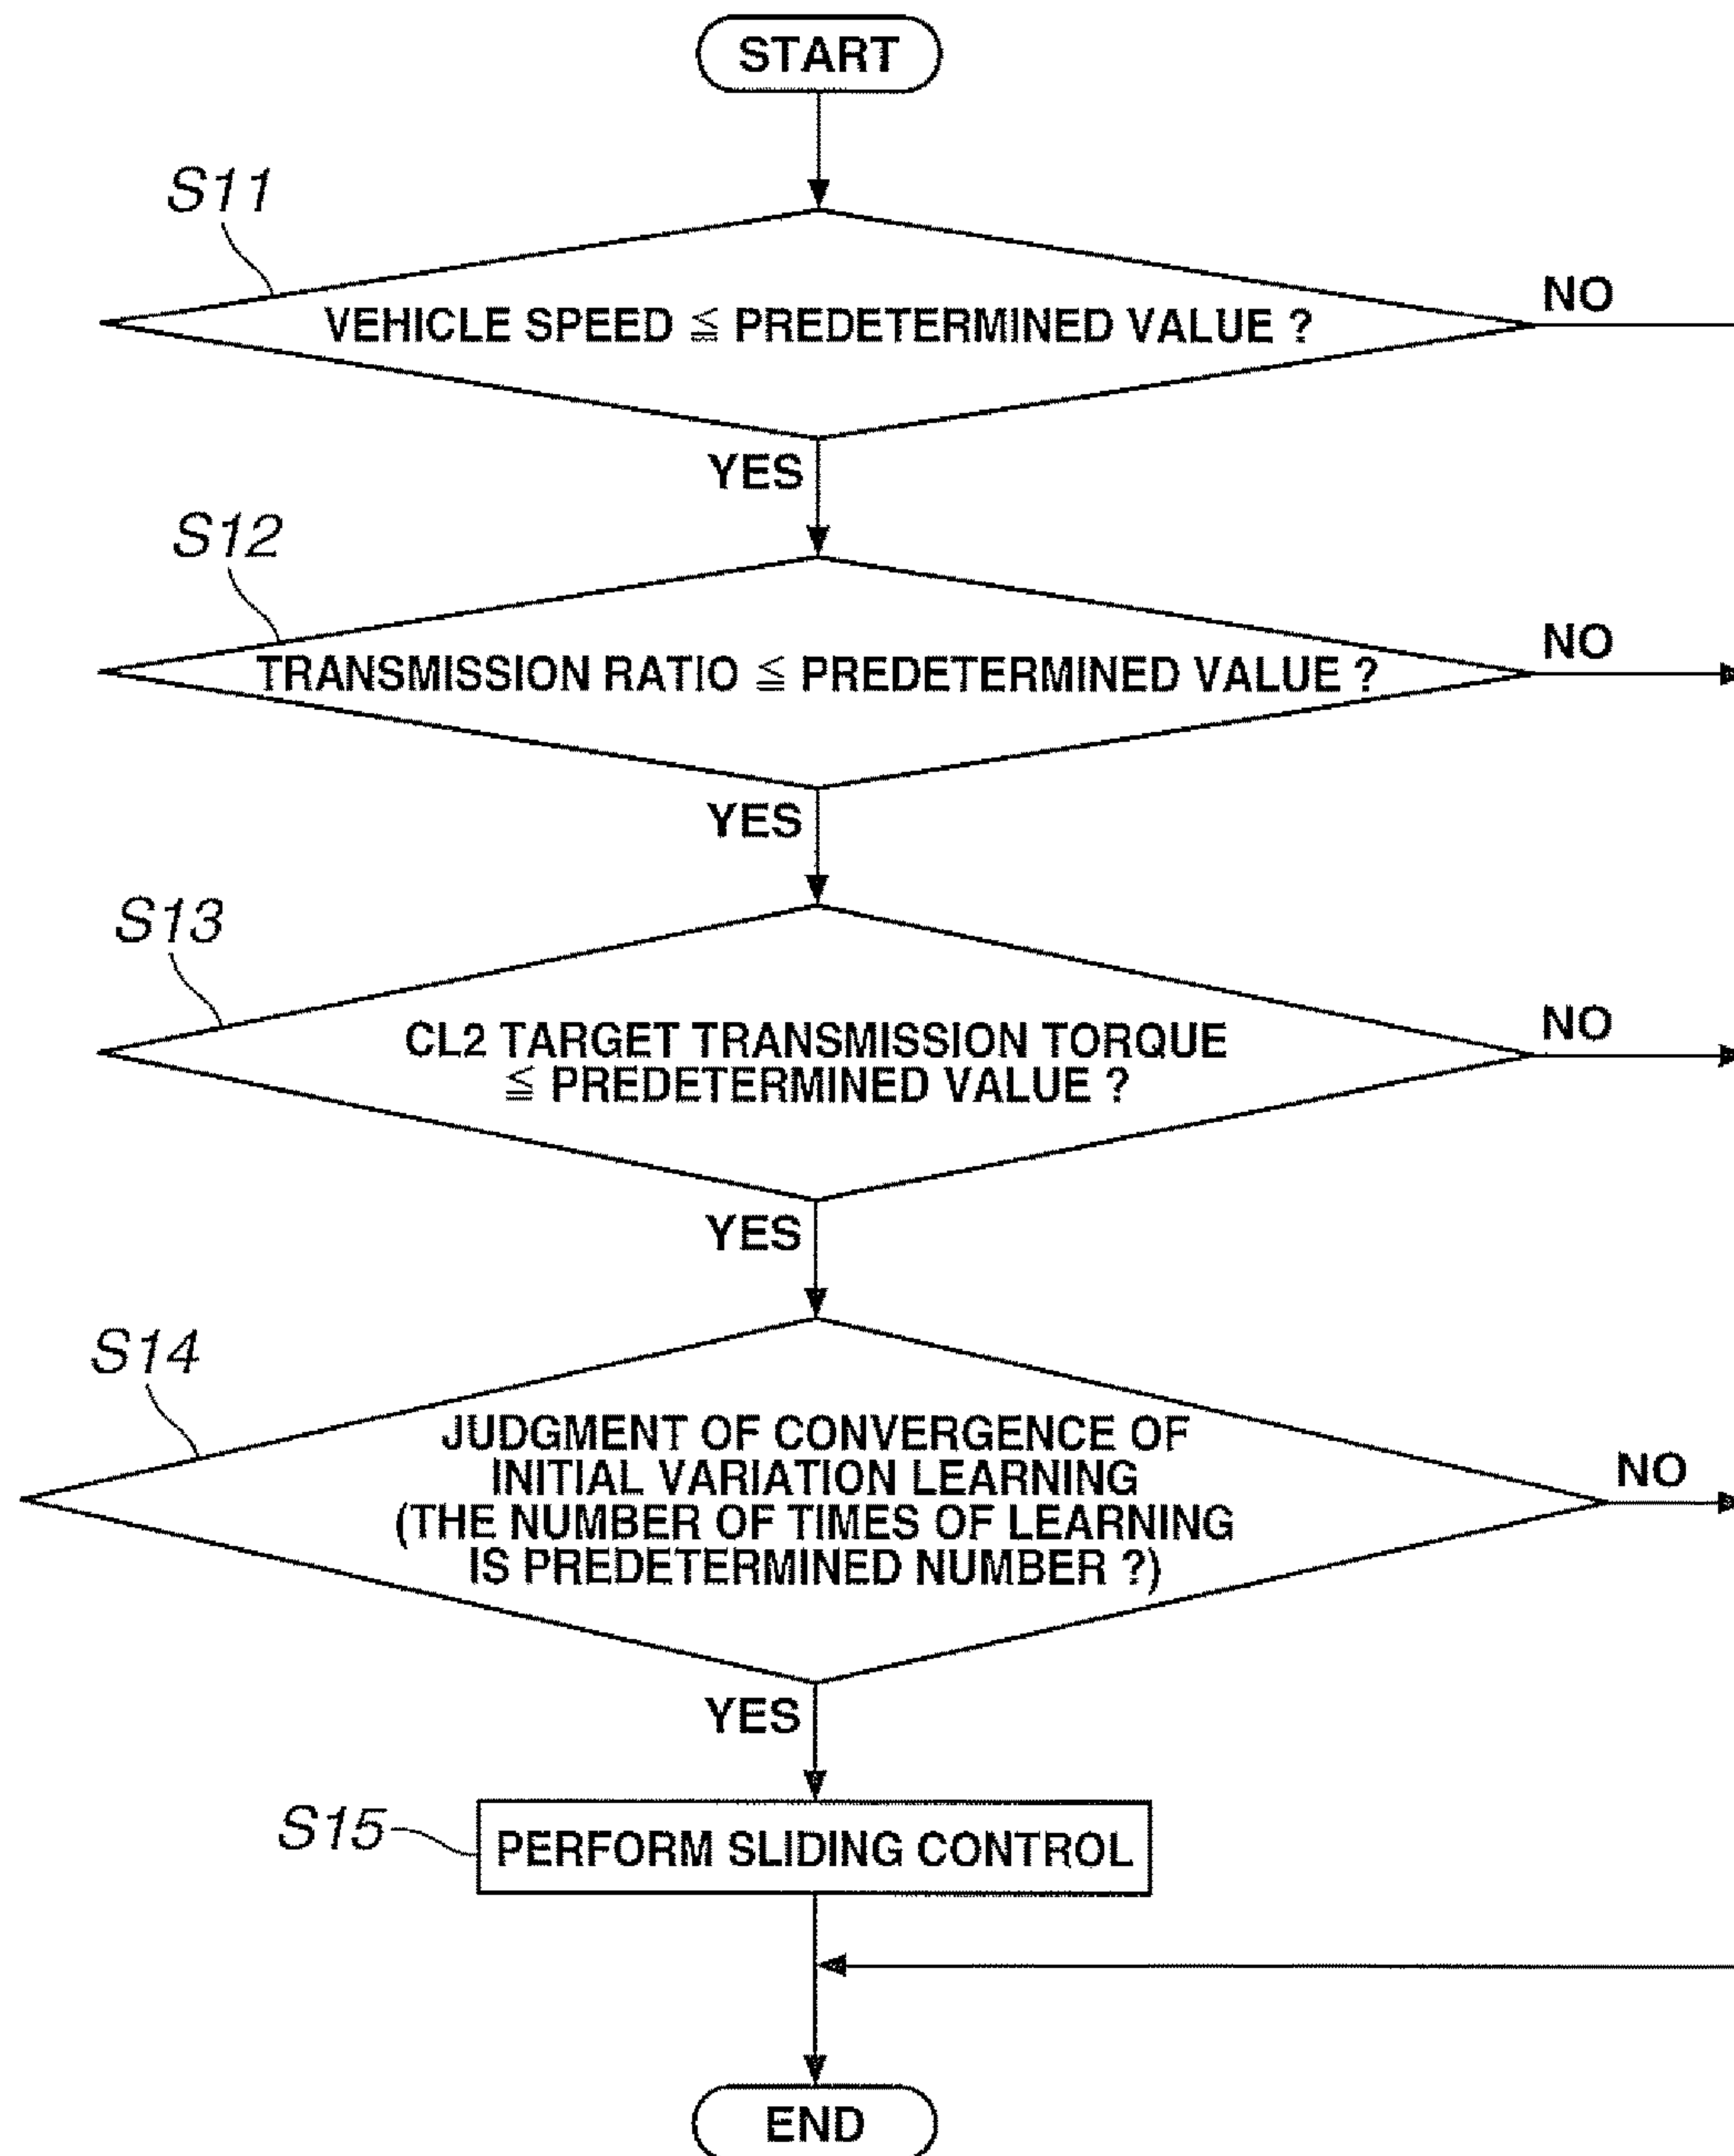 START
S11
VEHICLE SPEED ≦ PREDETERMINED VALUE ?
NO
YES
S12
TRANSMISSION RATIO ≦ PREDETERMINED VALUE ?
NO
YES
S13
CL2 TARGET TRANSMISSION TORQUE
≦ PREDETERMINED VALUE ?
NO
YES
S14
JUDGMENT OF CONVERGENCE OF
INITIAL VARIATION LEARNING
(THE NUMBER OF TIMES OF LEARNING
IS PREDETERMINED NUMBER ?)
NO
YES
S15
PERFORM SLIDING CONTROL
END